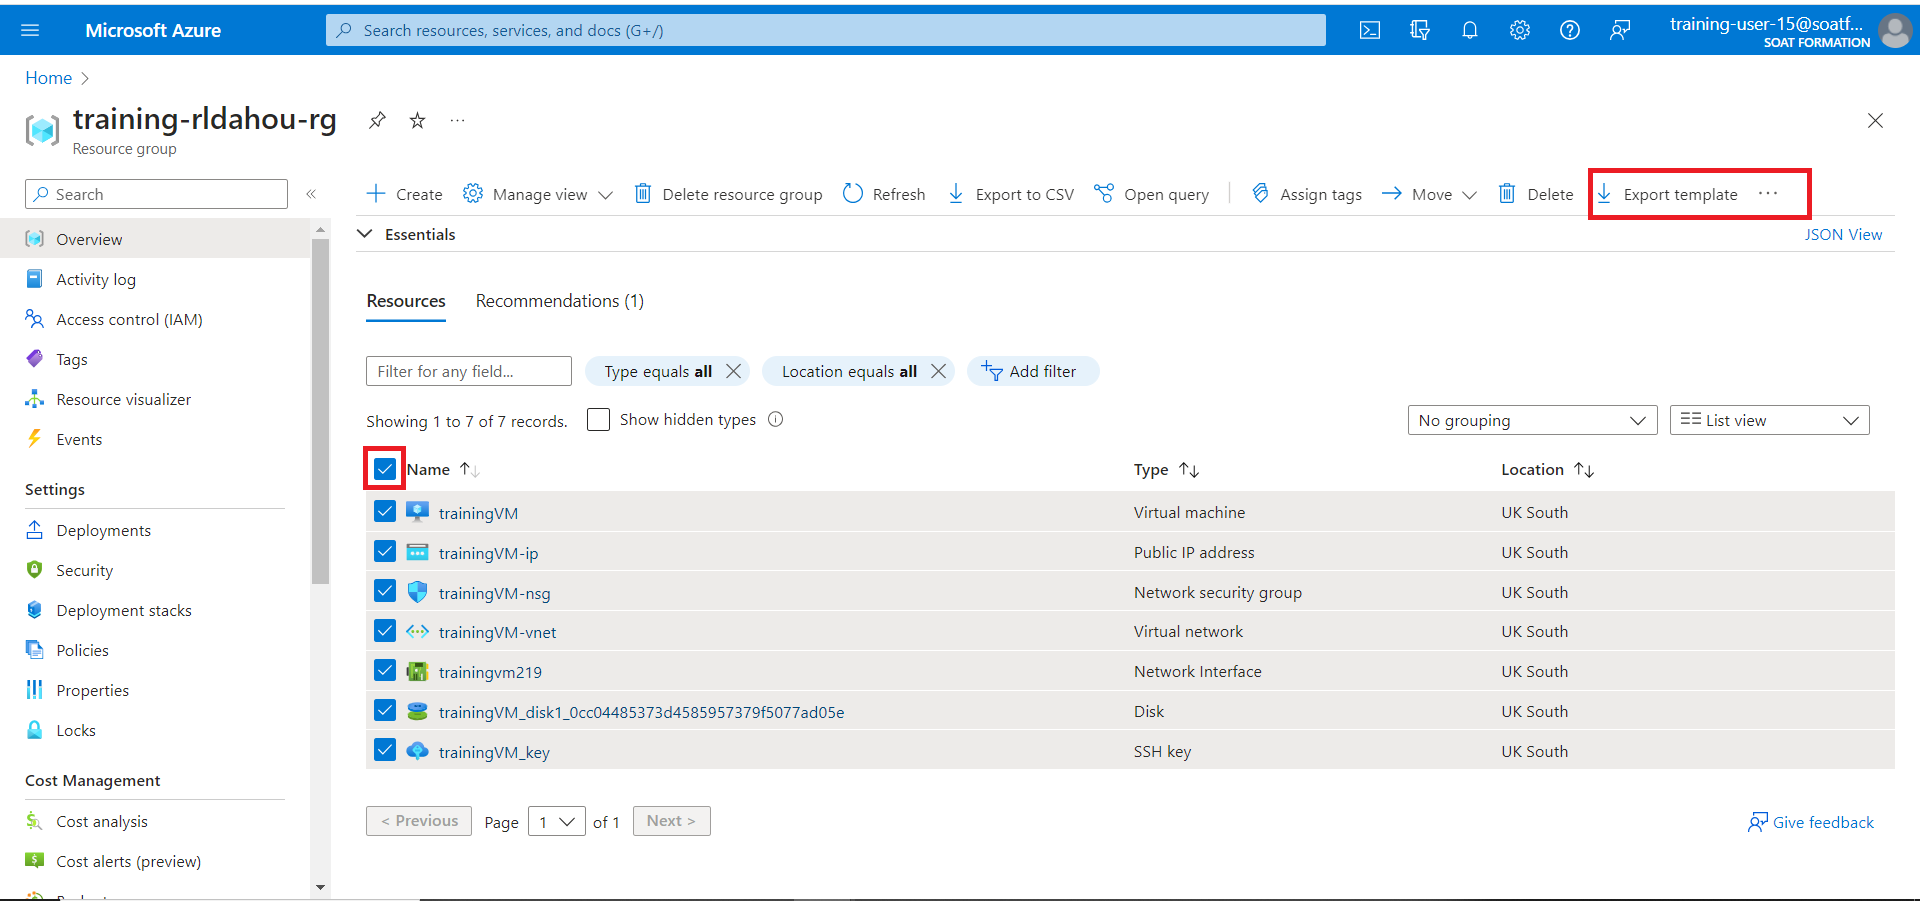 Microsoft Azure
Search resources, services, and docs (G+/)
training-user-15@soatf...
SOAT FORMATION
Home
training-rldahou-rg
...
Resource group
Search
«
Create
Manage view
Delete resource group
Refresh
Export to CSV
Open query
Assign tags
Move
Delete
Export template
...
Essentials
JSON View
Overview
Activity log
Access control (IAM)
Tags
Resource visualizer
Events
Settings
Deployments
Security
Deployment stacks
Policies
Properties
Locks
Cost Management
Cost analysis
Cost alerts (preview)
Resources
Recommendations (1)
Filter for any field...
Type equals all
Location equals all
Add filter
Showing 1 to 7 of 7 records.
Show hidden types
No grouping
List view
Name
Type
Location
trainingVM
Virtual machine
UK South
trainingVM-ip
Public IP address
UK South
trainingVM-nsg
Network security group
UK South
trainingVM-vnet
Virtual network
UK South
trainingvm219
Network Interface
UK South
trainingVM_disk1_0cc04485373d4585957379f5077ad05e
Disk
UK South
trainingVM_key
SSH key
UK South
< Previous
Page
1
of 1
Next >
Give feedback